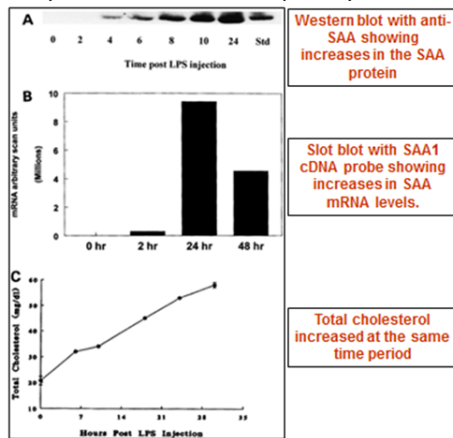 A
0 2 4 6 8 10 24 Std
Time post LPS injection
Western blot with anti-
SAA showing
increases in the SAA
protein
B
mRNA arbitrary scan units
(Millions)
10
8
6
4
2
0
0 hr 2 hr 24 hr 48 hr
Slot blot with SAA1
cDNA probe showing
increases in SAA
mRNA levels.
C
Total Cholesterol (mg/dl)
60
50
40
30
20
10
0 7 14 21 28 35
Hours Post LPS Injection
Total cholesterol
increased at the same
time period